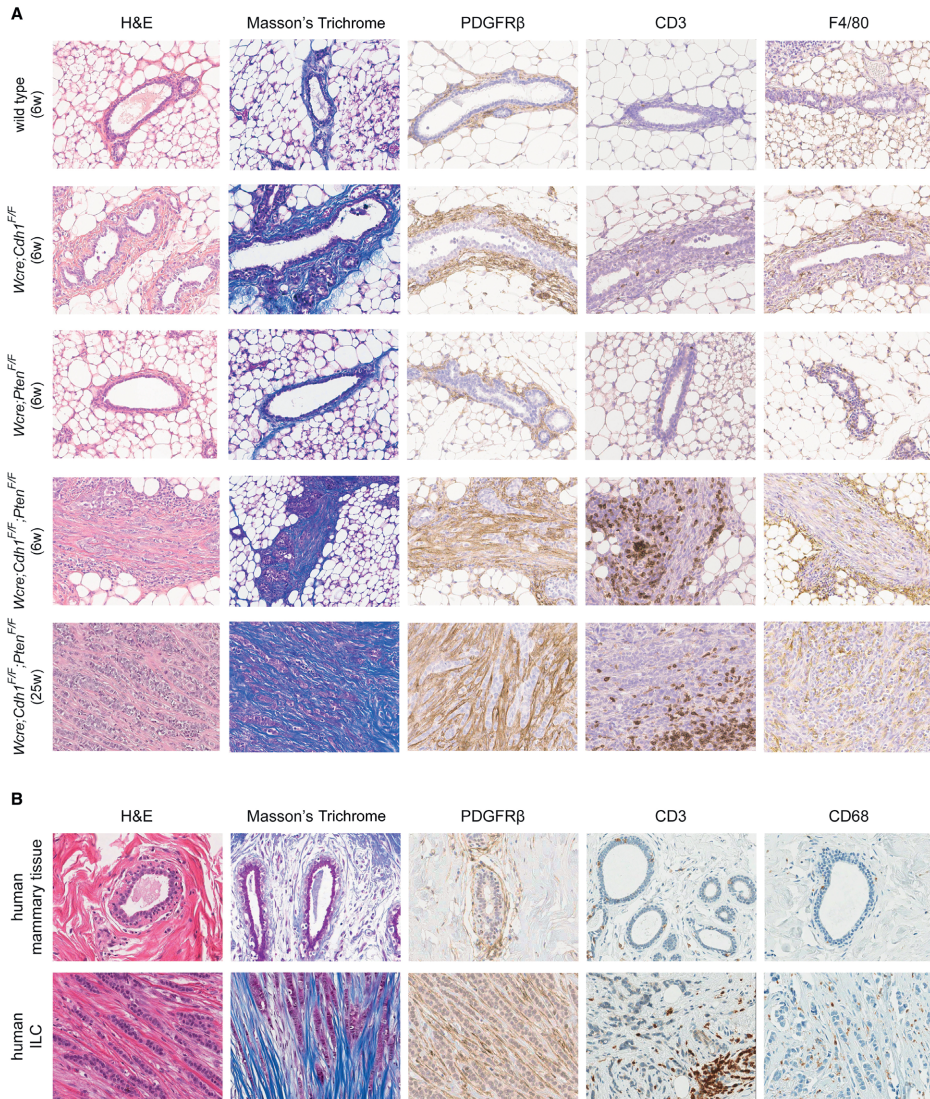 A
H&E Masson's Trichrome PDGFRβ CD3 F4/80
wild type
(6w)
Wcre;Cdh1F/F
(6w)
Wcre;PtenF/F
(6w)
Wcre;Cdh1F/F;PtenF/F
(6w)
Wcre;Cdh1F/F;PtenF/F
(25w)
B
H&E Masson's Trichrome PDGFRβ CD3 CD68
human
mammary tissue
human
ILC